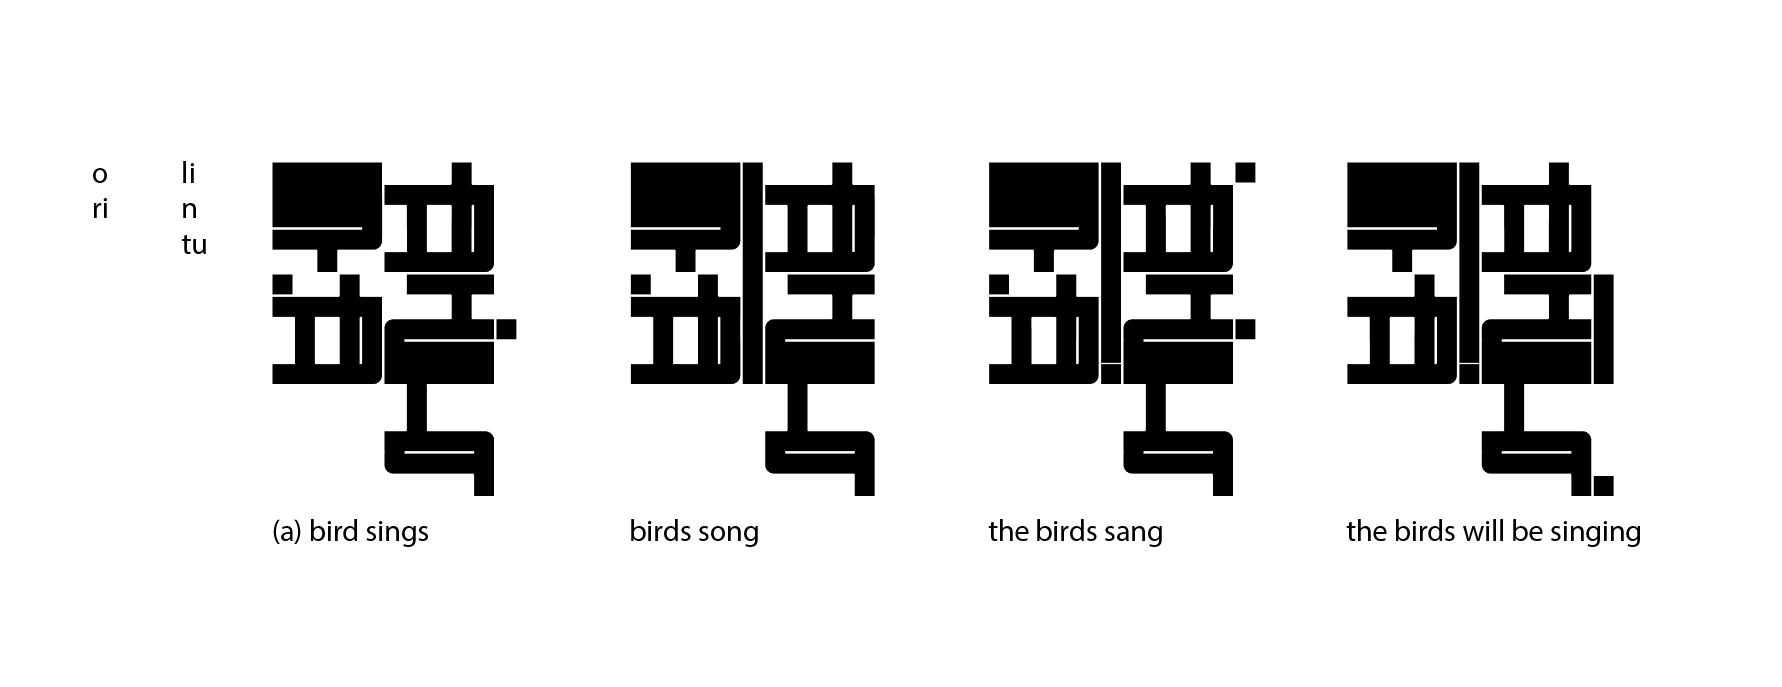 o
ri
li
n
tu
(a) bird sings
birds song
the birds sang
the birds will be singing